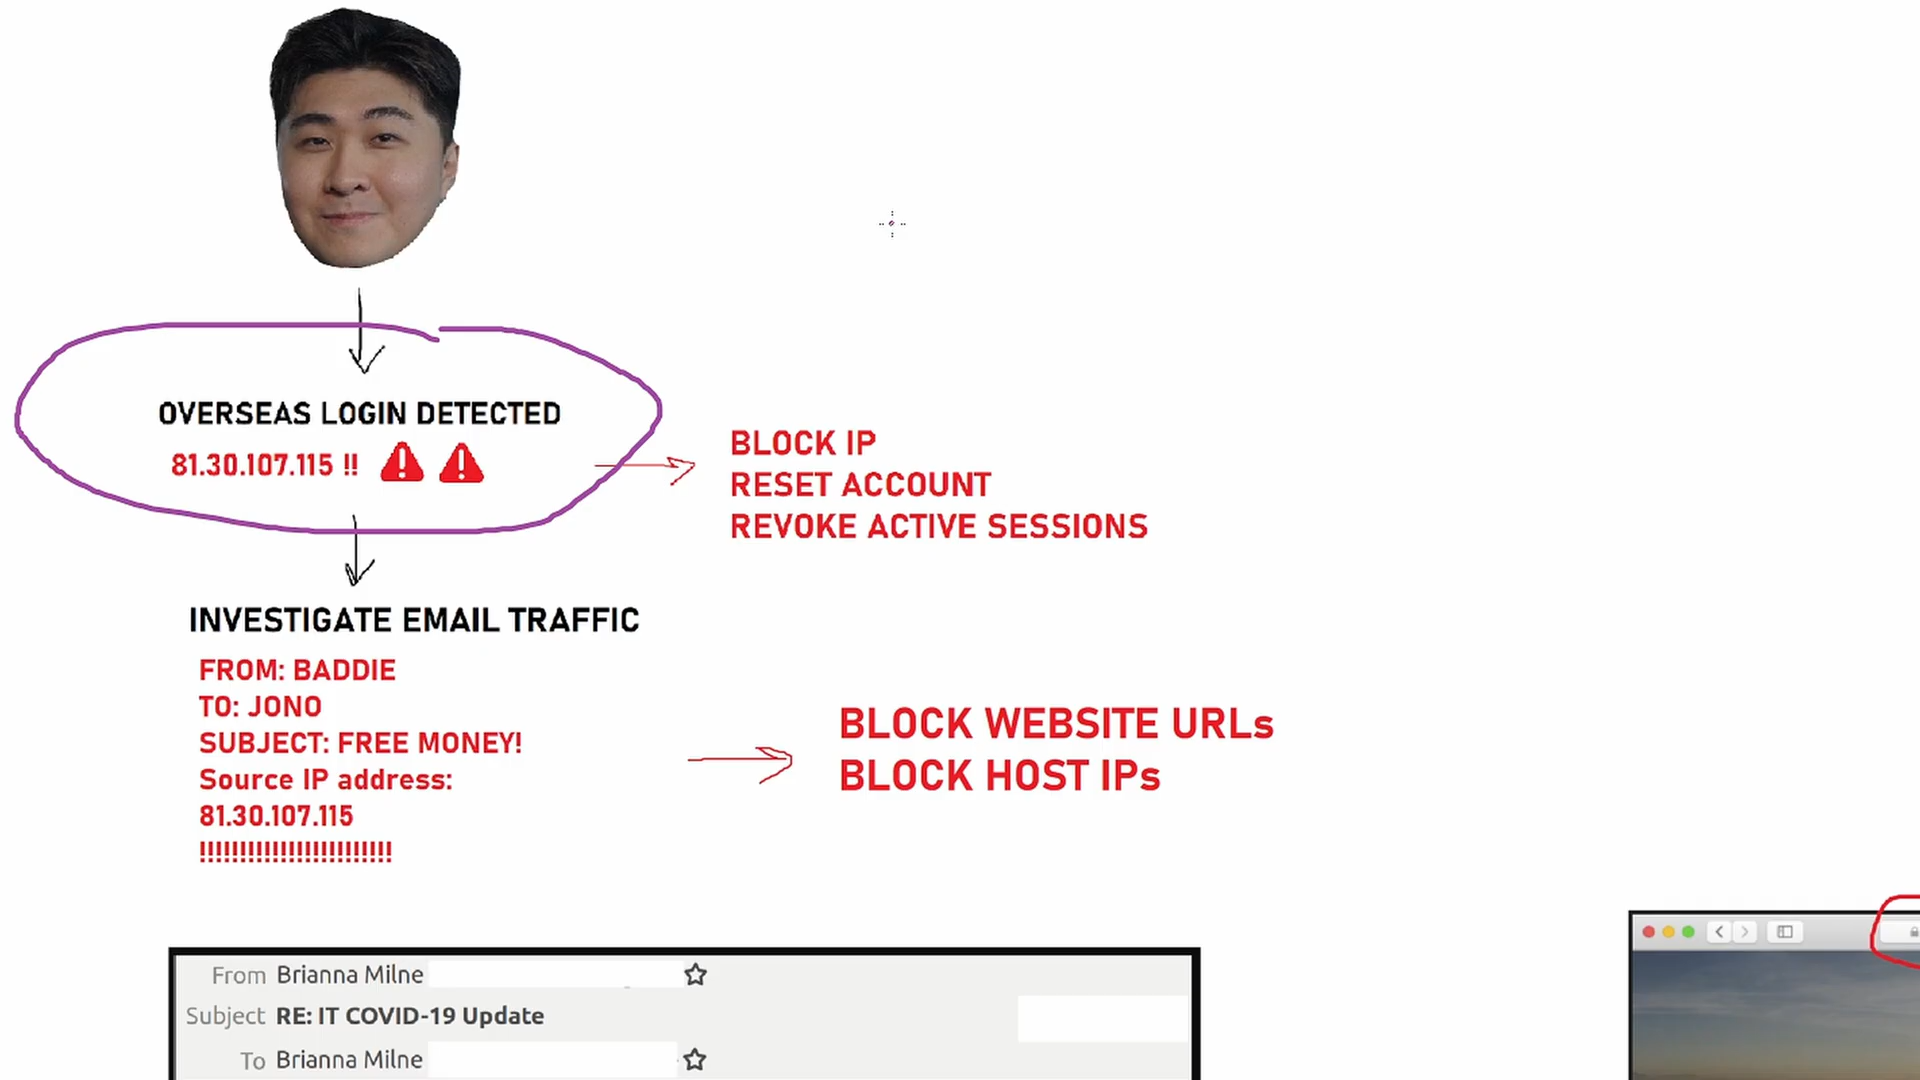 OVERSEAS LOGIN DETECTED
81.30.107.115 !!
BLOCK IP
RESET ACCOUNT
REVOKE ACTIVE SESSIONS
INVESTIGATE EMAIL TRAFFIC
FROM: BADDIE
TO: JONO
SUBJECT: FREE MONEY!
Source IP address:
81.30.107.115
!!!!!!!!!!!!!!!!!!!!!!!!
BLOCK WEBSITE URLs
BLOCK HOST IPs
From Brianna Milne
Subject RE: IT COVID-19 Update
To Brianna Milne